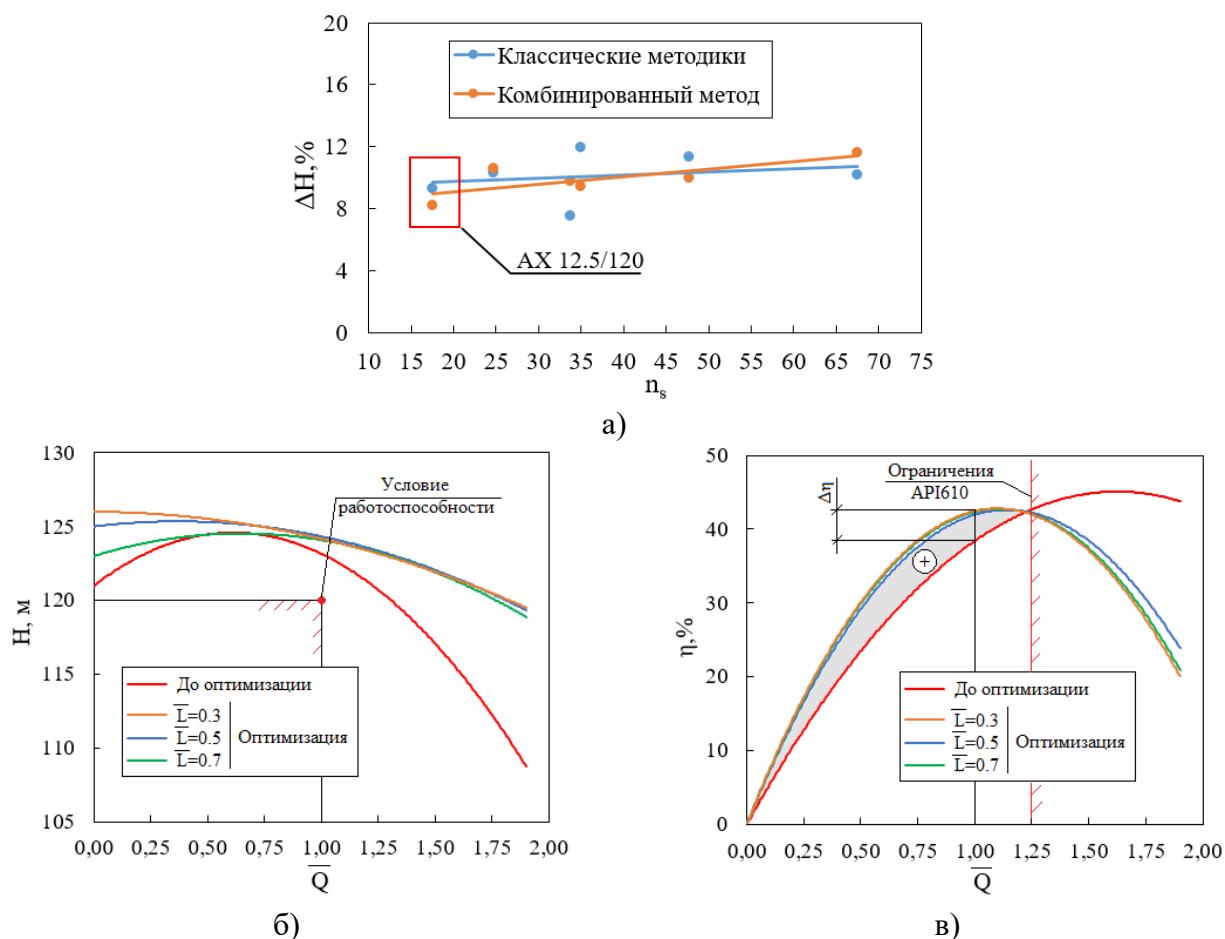 20
16
12
8
4
0
ΔH,%
Классические методики
Комбинированный метод
АХ 12.5/120
10 15 20 25 30 35 40 45 50 55 60 65 70 75
n_s
а)
130
125
120
115
110
105
H, м
Условие
работоспособности
До оптимизации
L̅=0.3
L̅=0.5
L̅=0.7
Оптимизация
0,00 0,25 0,50 0,75 1,00 1,25 1,50 1,75 2,00
Q̅
б)
50
40
30
20
10
0
η,%
Δη
Ограничения
API610
+
До оптимизации
L̅=0.3
L̅=0.5
L̅=0.7
Оптимизация
0,00 0,25 0,50 0,75 1,00 1,25 1,50 1,75 2,00
Q̅
в)